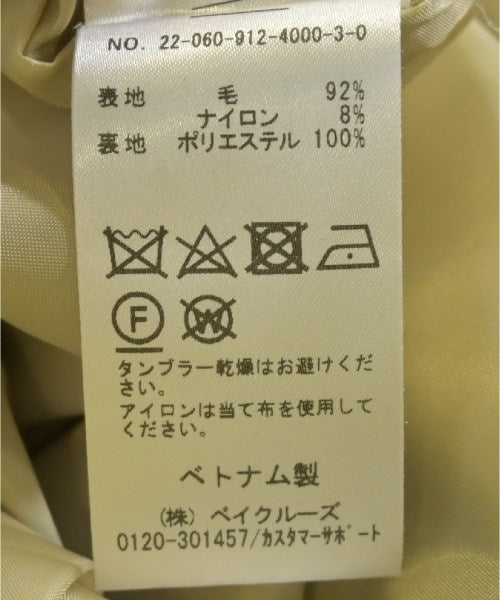 NO. 22-060-912-4000-3-0
表地 毛 92%
ナイロン 8%
裏地 ポリエステル 100%
F W
タンブラー乾燥はお避けくだ
さい。
アイロンは当て布を使用して
ください。
ベトナム製
(株) ベイクルーズ
0120-301457/カスタマーサポート